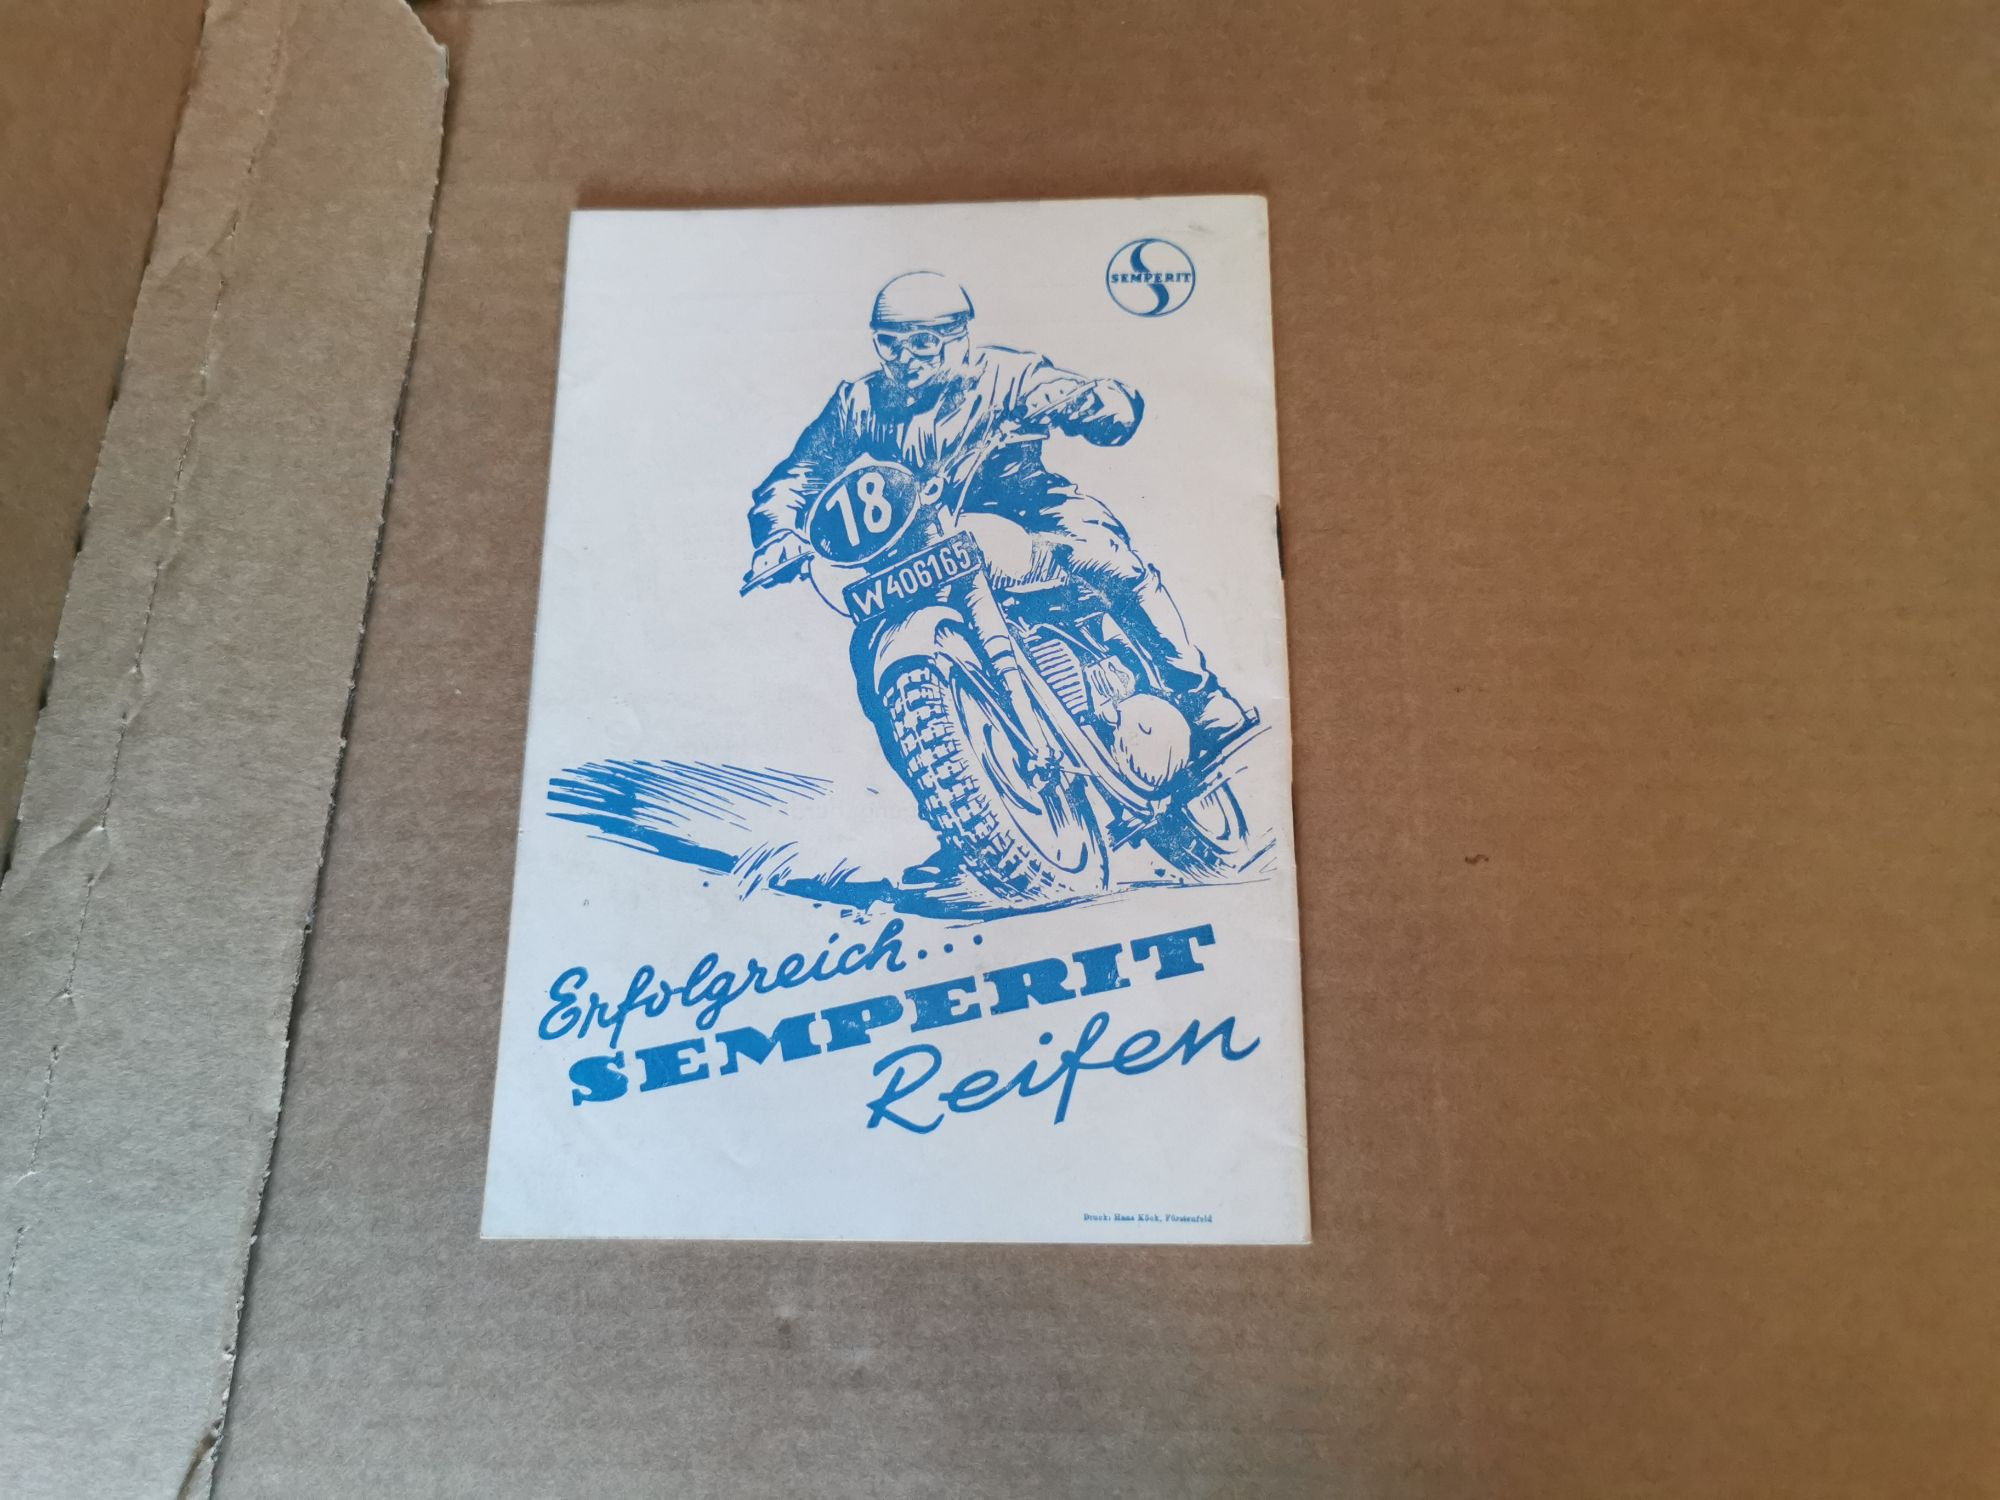 SEMPERIT
18
W406165
Erfolgreich...
SEMPERIT
Reifen
Druck: Hans Köck, Fürstenfeld